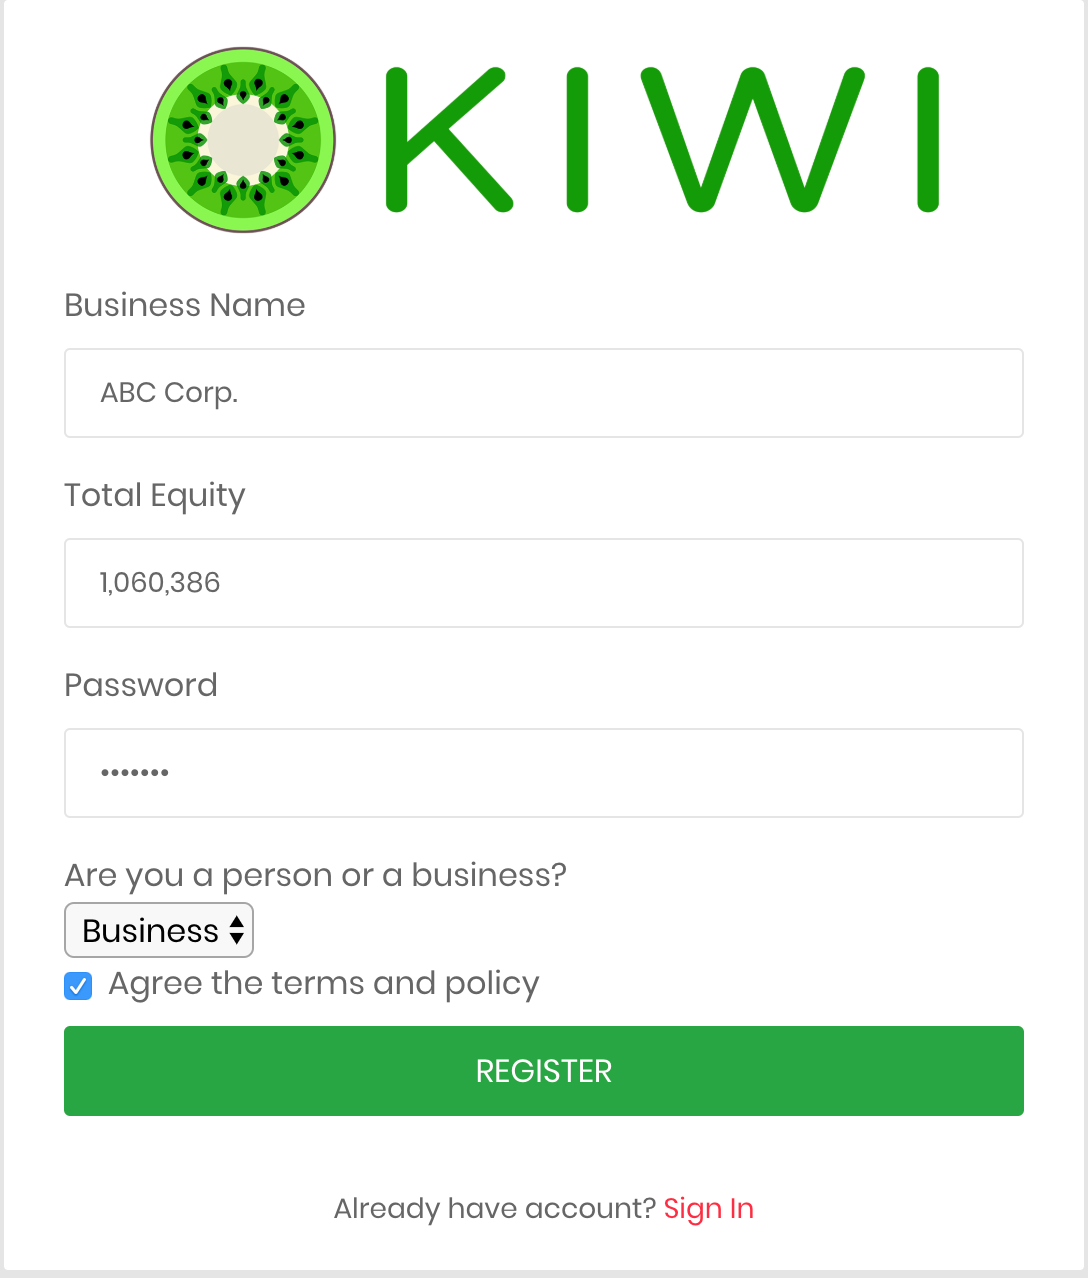 KIWI
Business Name
ABC Corp.
Total Equity
1,060,386
Password
•••••••
Are you a person or a business?
Business
Agree the terms and policy
REGISTER
Already have account? Sign In